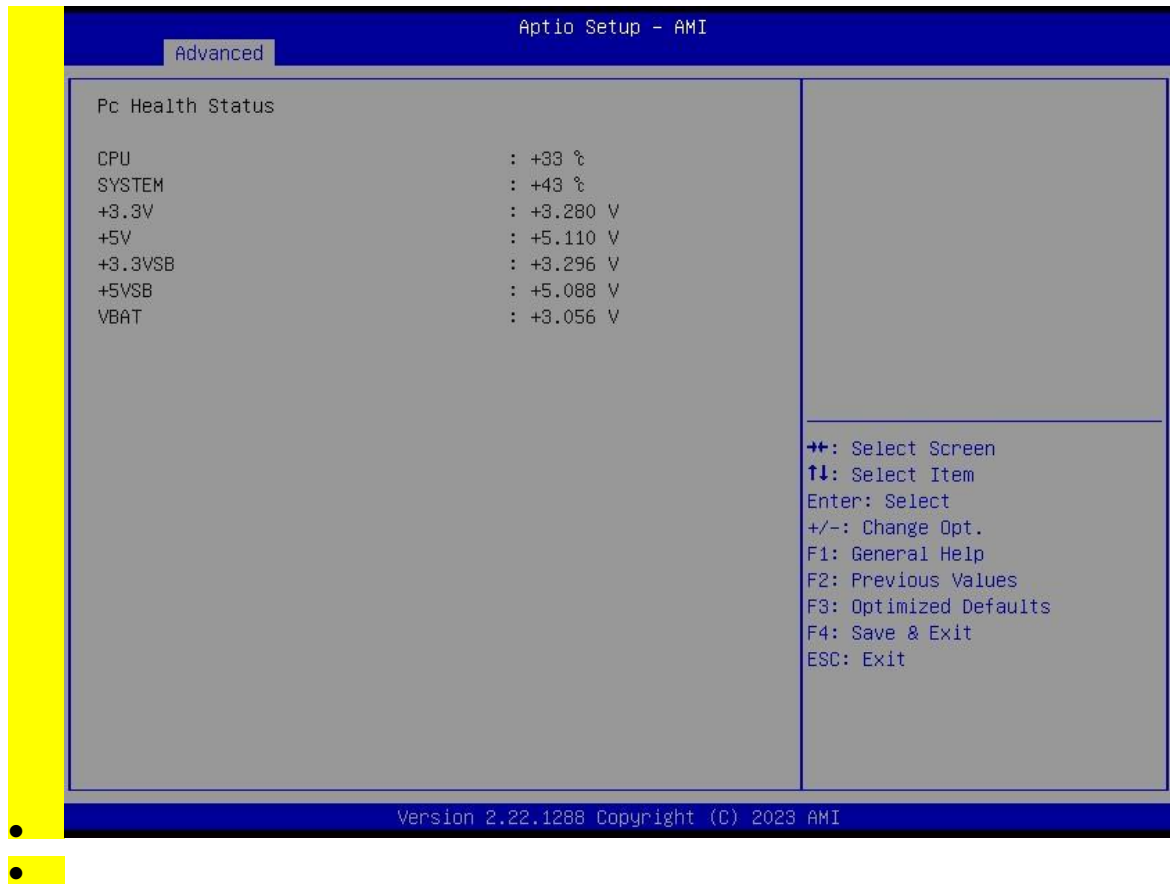 Aptio Setup – AMI
Advanced
Pc Health Status
CPU : +33 ℃
SYSTEM : +43 ℃
+3.3V : +3.280 V
+5V : +5.110 V
+3.3VSB : +3.296 V
+5VSB : +5.088 V
VBAT : +3.056 V
→←: Select Screen
↑↓: Select Item
Enter: Select
+/-: Change Opt.
F1: General Help
F2: Previous Values
F3: Optimized Defaults
F4: Save & Exit
ESC: Exit
Version 2.22.1288 Copyright (C) 2023 AMI